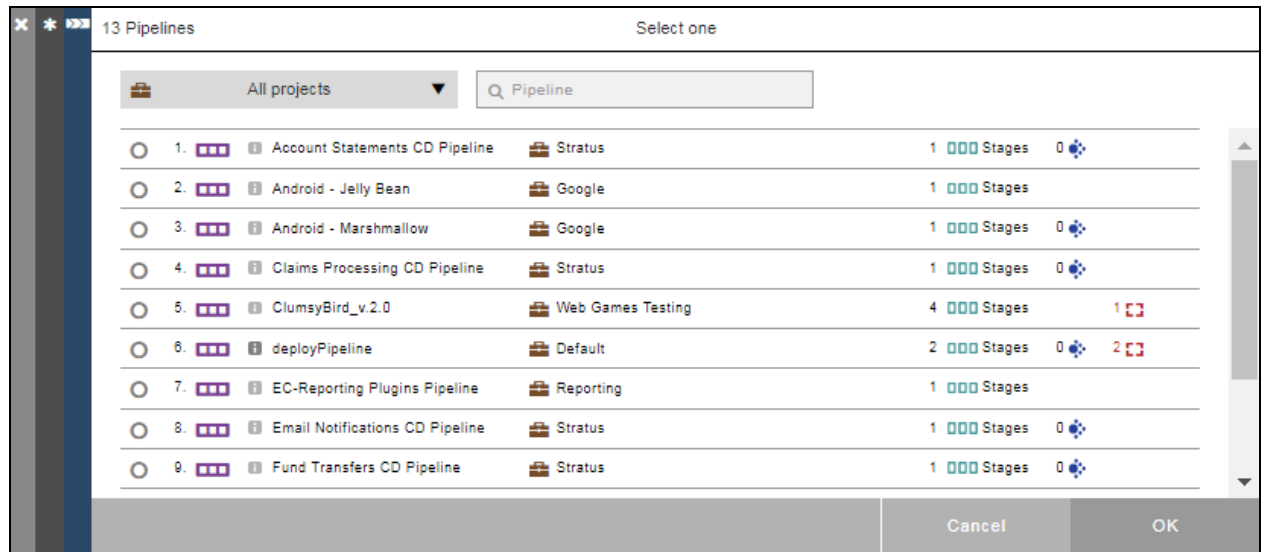 13 Pipelines Select one
All projects Pipeline
1. Account Statements CD Pipeline Stratus 1 Stages 0
2. Android - Jelly Bean Google 1 Stages
3. Android - Marshmallow Google 1 Stages 0
4. Claims Processing CD Pipeline Stratus 1 Stages 0
5. ClumsyBird_v.2.0 Web Games Testing 4 Stages 1
6. deployPipeline Default 2 Stages 0 2
7. EC-Reporting Plugins Pipeline Reporting 1 Stages
8. Email Notifications CD Pipeline Stratus 1 Stages 0
9. Fund Transfers CD Pipeline Stratus 1 Stages 0
Cancel OK